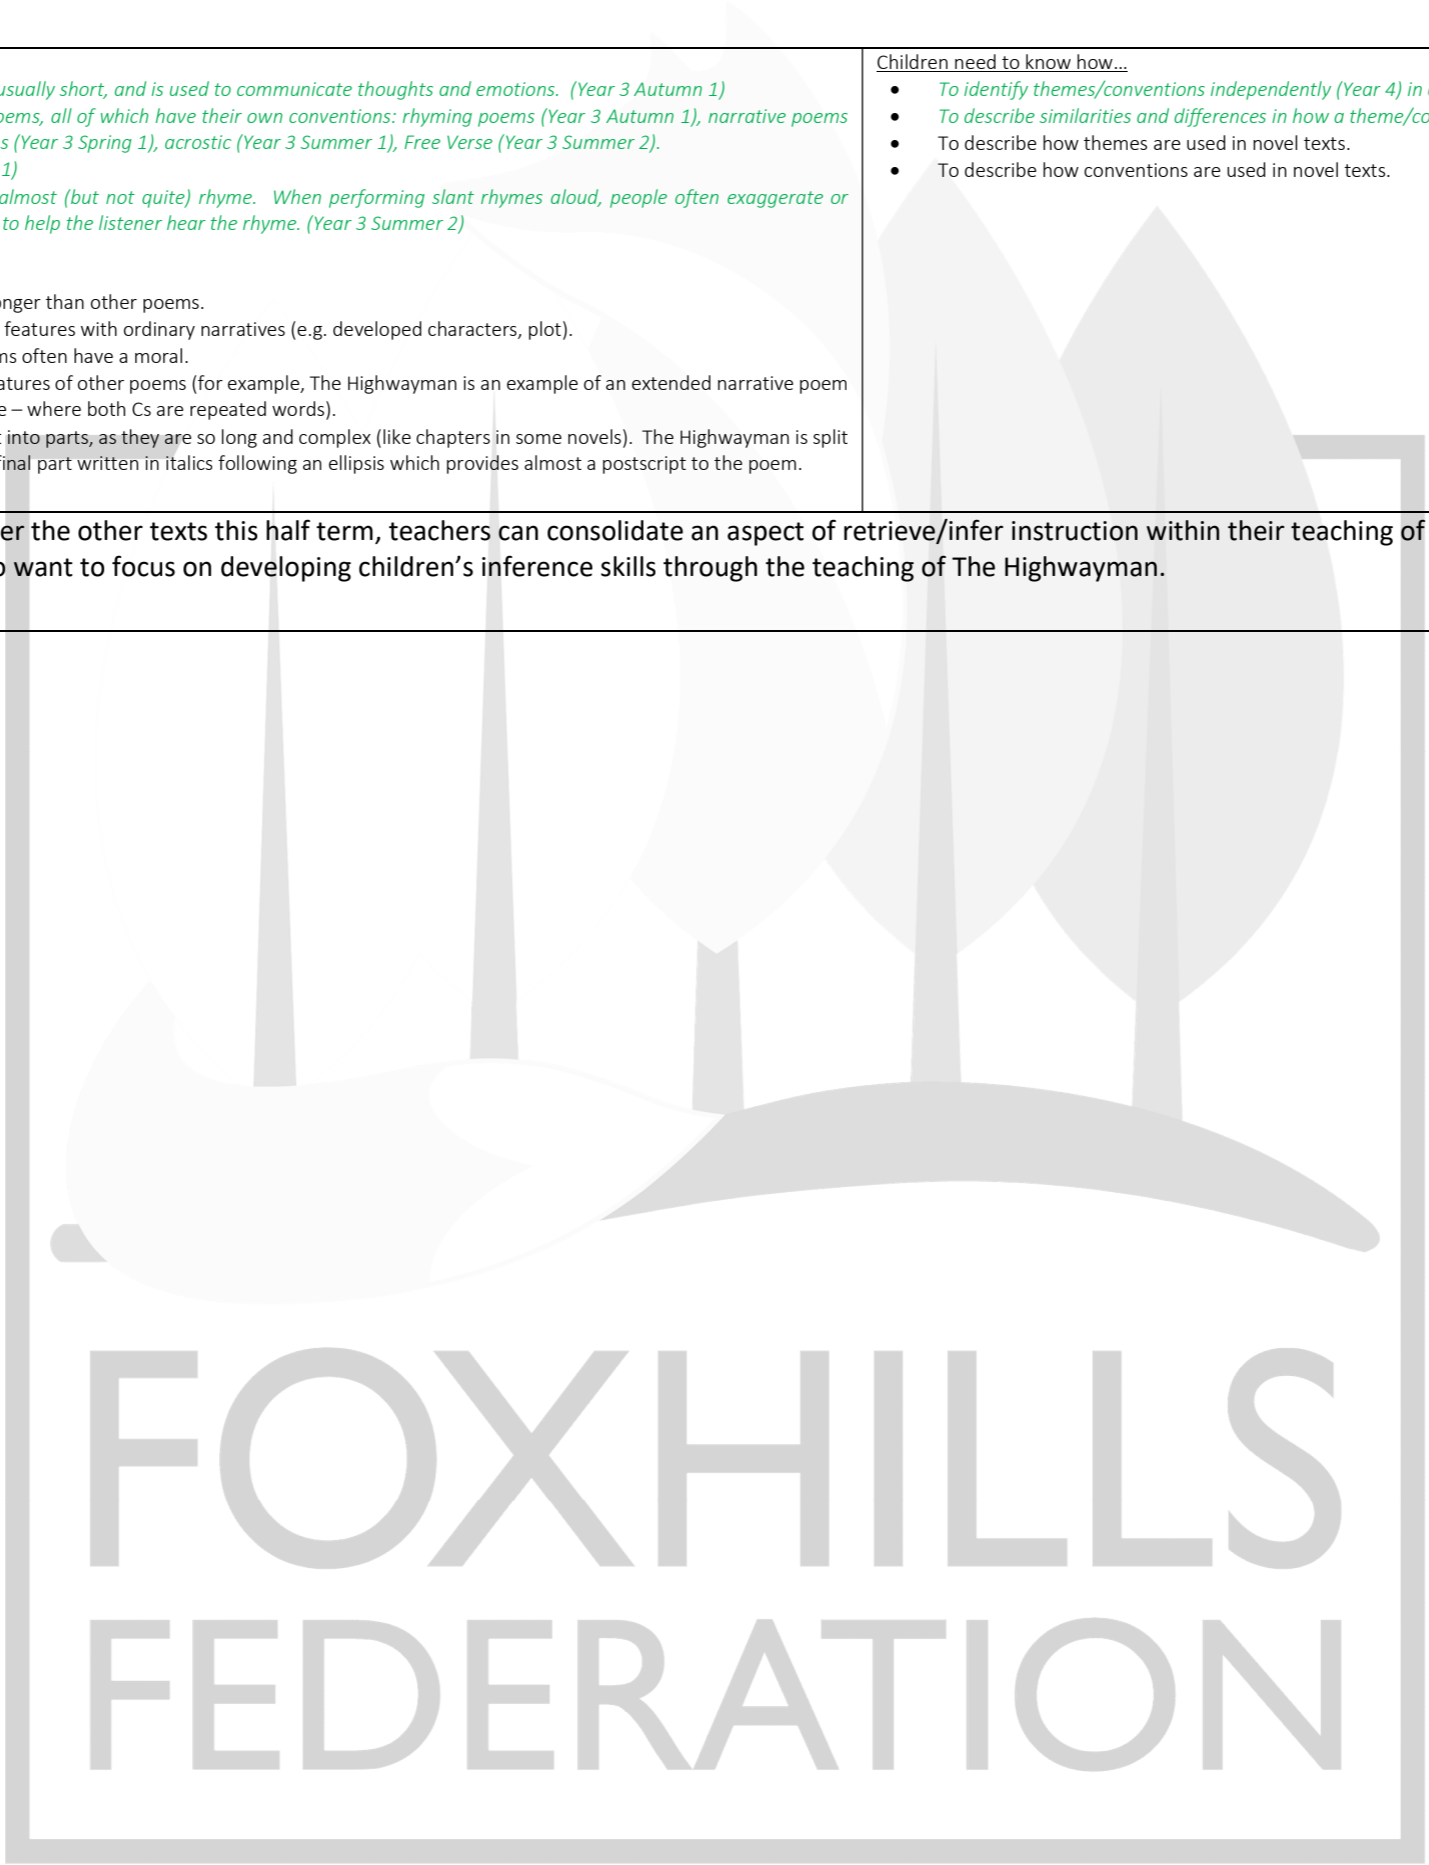 usually short, and is used to communicate thoughts and emotions. (Year 3 Autumn 1)
oems, all of which have their own conventions: rhyming poems (Year 3 Autumn 1), narrative poems
s (Year 3 Spring 1), acrostic (Year 3 Summer 1), Free Verse (Year 3 Summer 2).
1)
almost (but not quite) rhyme. When performing slant rhymes aloud, people often exaggerate or
to help the listener hear the rhyme. (Year 3 Summer 2)
onger than other poems.
features with ordinary narratives (e.g. developed characters, plot).
ms often have a moral.
atures of other poems (for example, The Highwayman is an example of an extended narrative poem
e – where both Cs are repeated words).
t into parts, as they are so long and complex (like chapters in some novels). The Highwayman is split
final part written in italics following an ellipsis which provides almost a postscript to the poem.
Children need to know how...
• To identify themes/conventions independently (Year 4) in
• To describe similarities and differences in how a theme/co
• To describe how themes are used in novel texts.
• To describe how conventions are used in novel texts.
er the other texts this half term, teachers can consolidate an aspect of retrieve/infer instruction within their teaching of
o want to focus on developing children's inference skills through the teaching of The Highwayman.
FOXHILLS
FEDERATION